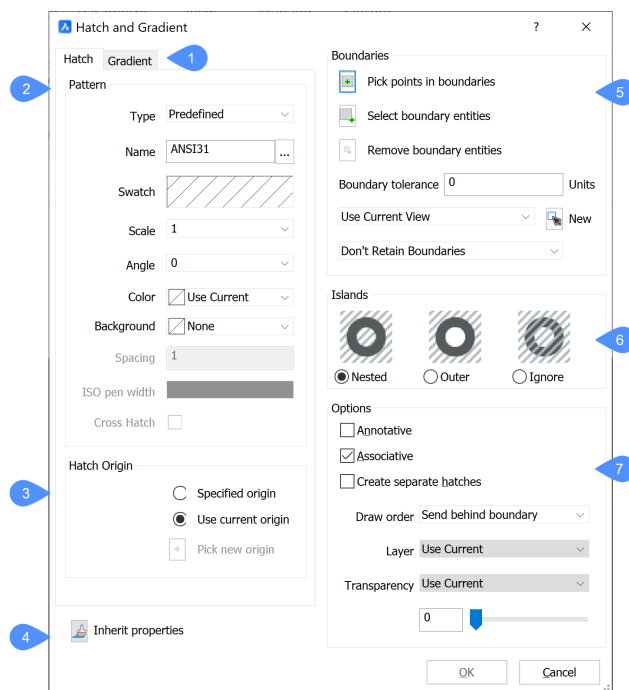 Hatch and Gradient
?
Hatch
Gradient
1
2
Pattern
Type
Predefined
Name
ANSI31
...
Swatch
Scale
1
Angle
0
Color
Use Current
Background
None
Spacing
1
ISO pen width
Cross Hatch
3
Hatch Origin
Specified origin
Use current origin
Pick new origin
4
Inherit properties
Boundaries
Pick points in boundaries
5
Select boundary entities
Remove boundary entities
Boundary tolerance
0
Units
Use Current View
New
Don't Retain Boundaries
Islands
6
Nested
Outer
Ignore
Options
Annotative
Associative
7
Create separate hatches
Draw order
Send behind boundary
Layer
Use Current
Transparency
Use Current
0
OK
Cancel